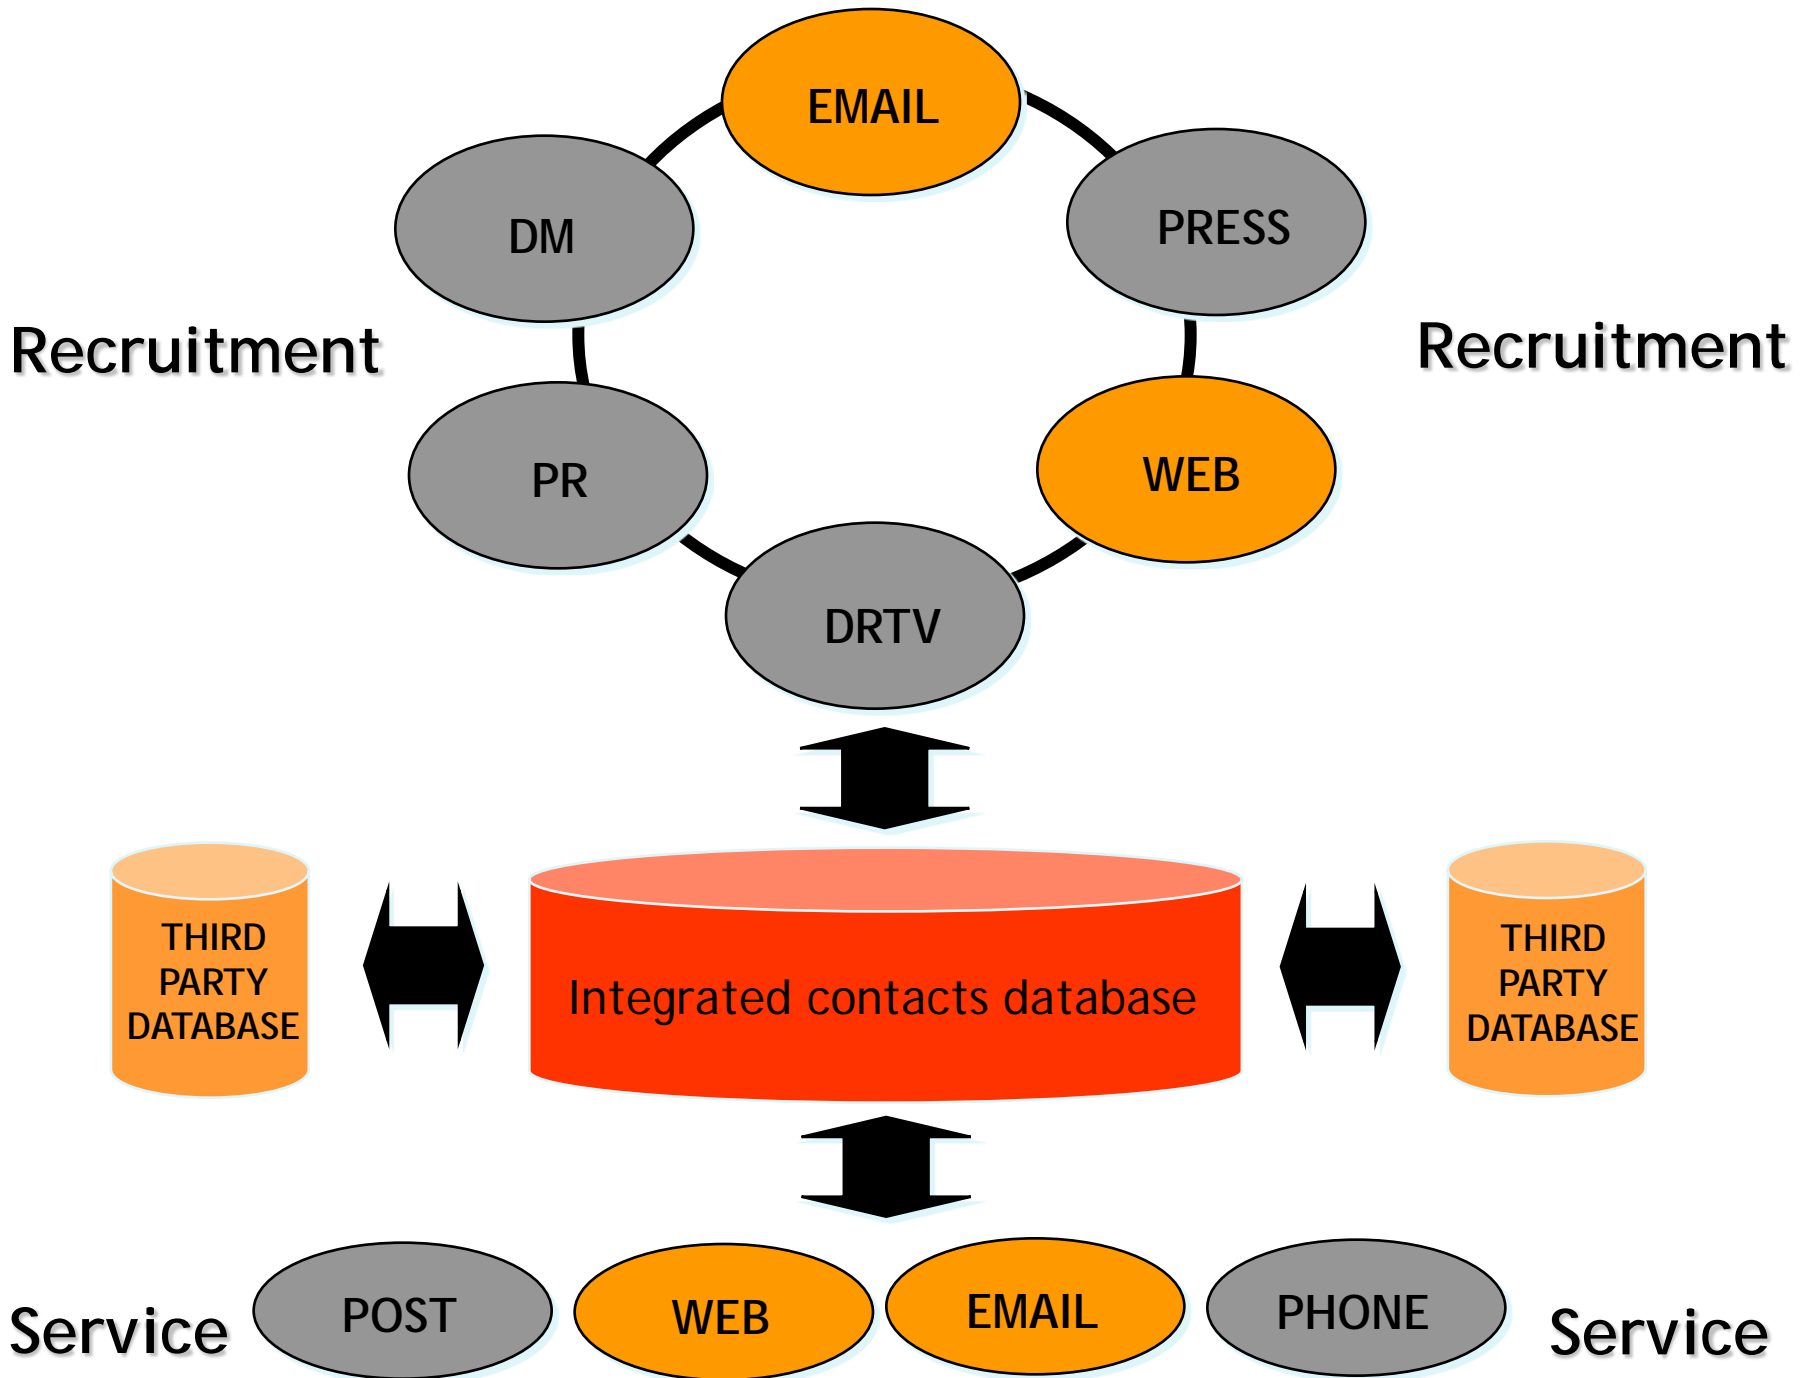 EMAIL
DM
PRESS
Recruitment
Recruitment
PR
WEB
DRTV
THIRD
PARTY
DATABASE
Integrated contacts database
THIRD
PARTY
DATABASE
Service
POST
WEB
EMAIL
PHONE
Service